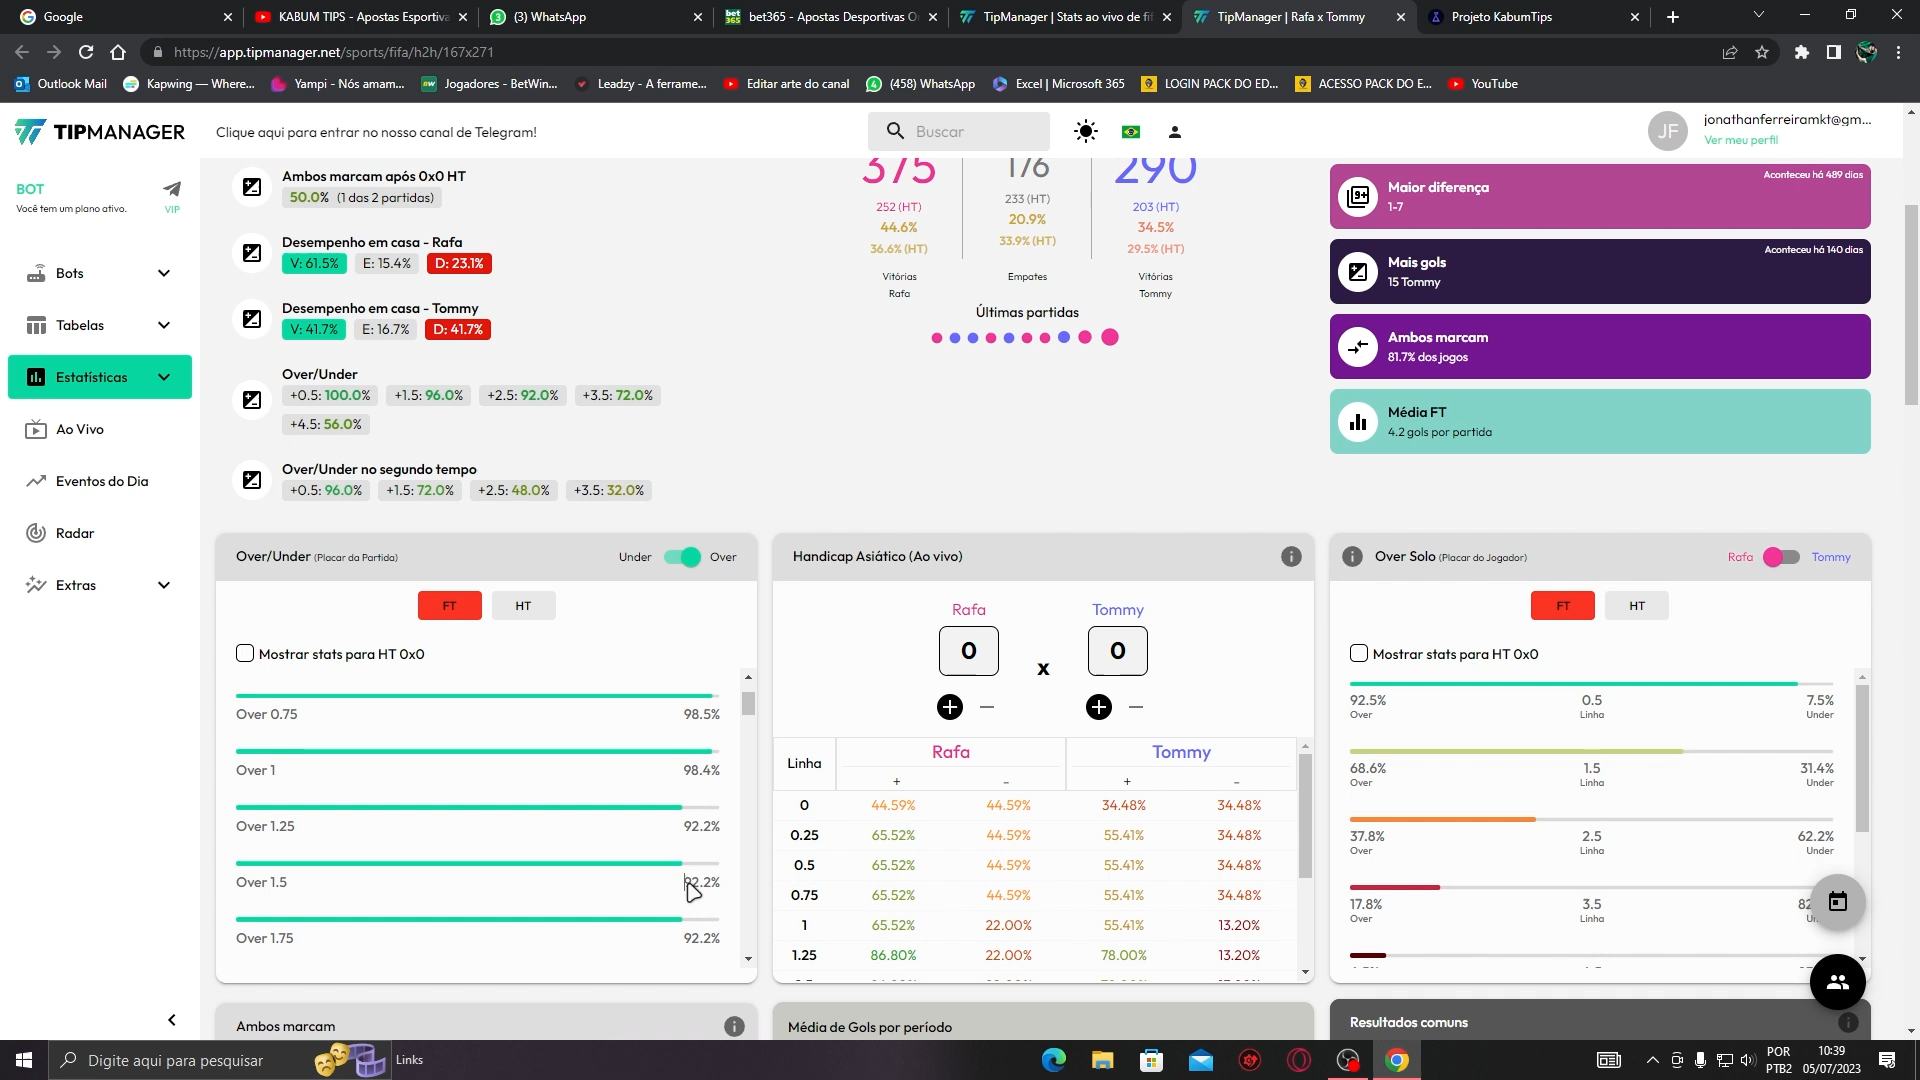 Google
KABUM TIPS - Apostas Esportiva
(3) WhatsApp
bet365 - Apostas Desportivas O
TipManager | Stats ao vivo de fif
TipManager | Rafa x Tommy
Projeto KabumTips
https://app.tipmanager.net/sports/fifa/h2h/167x271
Outlook Mail
Kapwing — Where...
Yampi - Nós amam...
Jogadores - BetWin...
Leadzy - A ferrame...
Editar arte do canal
(458) WhatsApp
Excel | Microsoft 365
LOGIN PACK DO ED...
ACESSO PACK DO E...
YouTube
TIPMANAGER
Clique aqui para entrar no nosso canal de Telegram!
Buscar
JF
jonathanferreiramkt@gm...
Ver meu perfil
BOT
Você tem um plano ativo.
VIP
Bots
Tabelas
Estatísticas
Ao Vivo
Eventos do Dia
Radar
Extras
Ambos marcam após 0x0 HT
50.0% (1 das 2 partidas)
Desempenho em casa - Rafa
V: 61.5% E: 15.4% D: 23.1%
Desempenho em casa - Tommy
V: 41.7% E: 16.7% D: 41.7%
Over/Under
+0.5: 100.0% +1.5: 96.0% +2.5: 92.0% +3.5: 72.0%
+4.5: 56.0%
Over/Under no segundo tempo
+0.5: 96.0% +1.5: 72.0% +2.5: 48.0% +3.5: 32.0%
375 176 290
252 (HT) 233 (HT) 203 (HT)
44.6% 20.9% 34.5%
36.6% (HT) 33.9% (HT) 29.5% (HT)
Vitórias Empates Vitórias
Rafa Tommy
Últimas partidas
Aconteceu há 489 dias
Maior diferença
1-7
Aconteceu há 140 dias
Mais gols
15 Tommy
Ambos marcam
81.7% dos jogos
Média FT
4.2 gols por partida
Over/Under (Placar da Partida) Under Over
FT HT
Mostrar stats para HT 0x0
Over 0.75 98.5%
Over 1 98.4%
Over 1.25 92.2%
Over 1.5 92.2%
Over 1.75 92.2%
Handicap Asiático (Ao vivo)
Rafa Tommy
0 x 0
Linha Rafa Tommy
+ - + -
0 44.59% 44.59% 34.48% 34.48%
0.25 65.52% 44.59% 55.41% 34.48%
0.5 65.52% 44.59% 55.41% 34.48%
0.75 65.52% 44.59% 55.41% 34.48%
1 65.52% 22.00% 55.41% 13.20%
1.25 86.80% 22.00% 78.00% 13.20%
Over Solo (Placar do Jogador) Rafa Tommy
FT HT
Mostrar stats para HT 0x0
92.5% 0.5 7.5%
Over Linha Under
68.6% 1.5 31.4%
Over Linha Under
37.8% 2.5 62.2%
Over Linha Under
17.8% 3.5
Over Linha
Ambos marcam
Média de Gols por período
Resultados comuns
Digite aqui para pesquisar
Links
POR
PTB2
10:39
05/07/2023